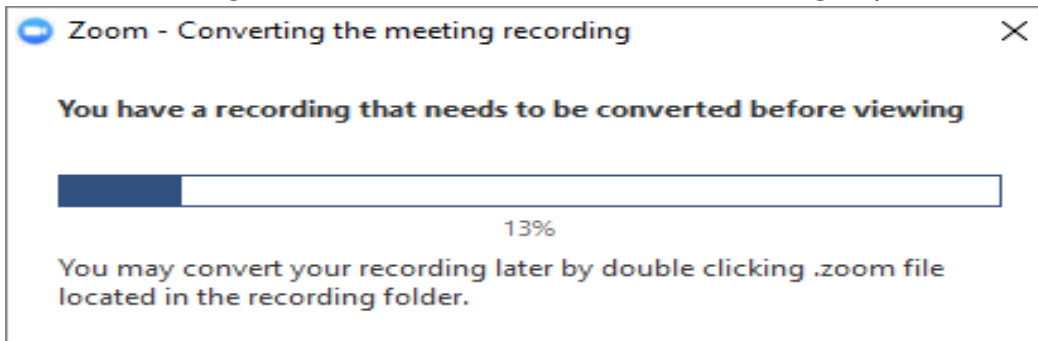 Zoom - Converting the meeting recording
You have a recording that needs to be converted before viewing
13%
You may convert your recording later by double clicking .zoom file
located in the recording folder.